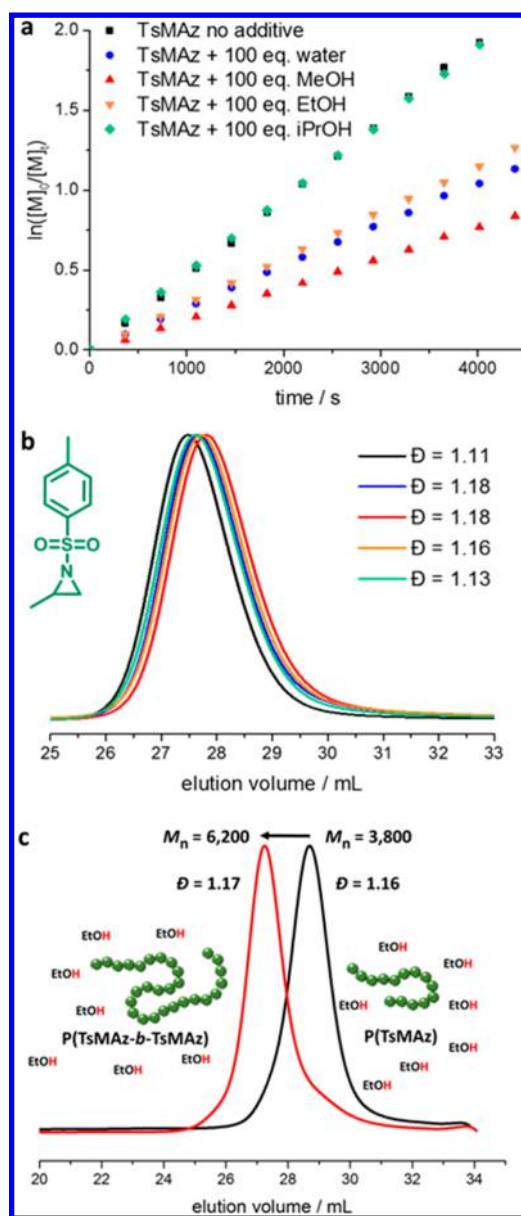 a
TsMAz no additive
TsMAz + 100 eq. water
TsMAz + 100 eq. MeOH
TsMAz + 100 eq. EtOH
TsMAz + 100 eq. iPrOH
ln([M]₀/[M]ₜ)
2.0
1.5
1.0
0.5
0.0
0 1000 2000 3000 4000
time / s
b
O=S=O
N
Đ = 1.11
Đ = 1.18
Đ = 1.18
Đ = 1.16
Đ = 1.13
25 26 27 28 29 30 31 32 33
elution volume / mL
c
Mn = 6,200 Mn = 3,800
Đ = 1.17 Đ = 1.16
EtOH EtOH
EtOH EtOH
EtOH EtOH
P(TsMAz-b-TsMAz) P(TsMAz)
EtOH EtOH EtOH
EtOH EtOH EtOH
20 22 24 26 28 30 32 34
elution volume / mL